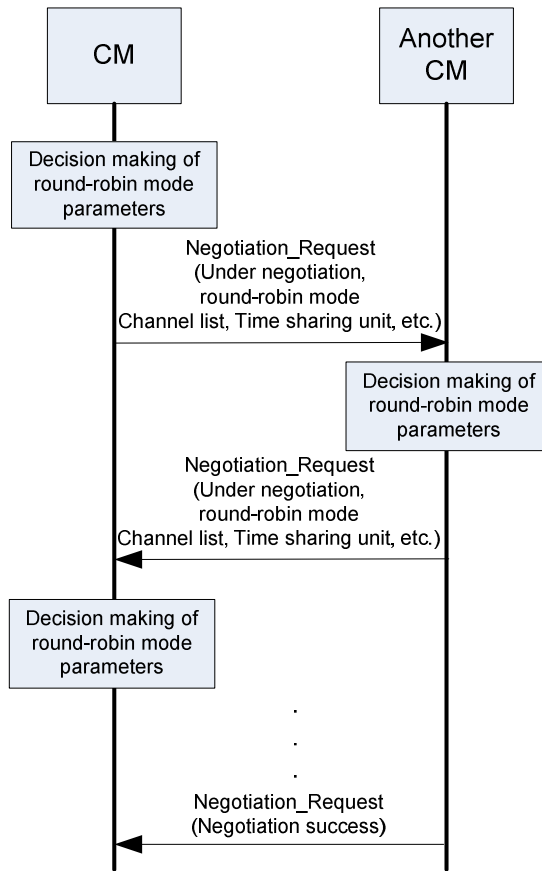 CM
Another
CM
Decision making of
round-robin mode
parameters
Negotiation_Request
(Under negotiation,
round-robin mode
Channel list, Time sharing unit, etc.)
Decision making of
round-robin mode
parameters
Negotiation_Request
(Under negotiation,
round-robin mode
Channel list, Time sharing unit, etc.)
Decision making of
round-robin mode
parameters
.
.
.
Negotiation_Request
(Negotiation success)